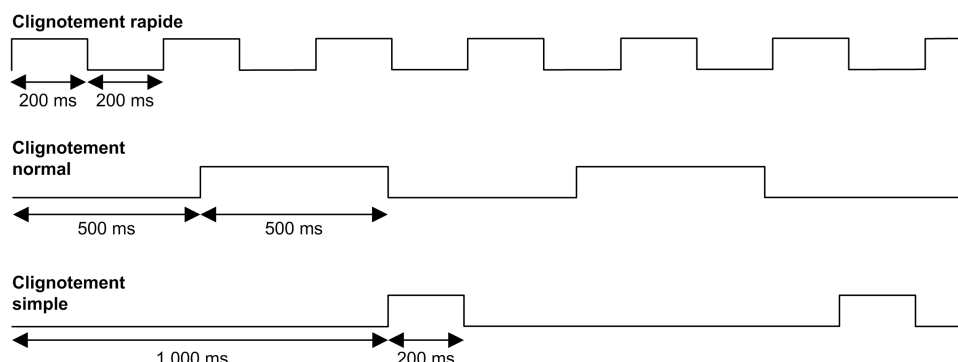 Clignotement rapide
200 ms 200 ms
Clignotement
normal
500 ms 500 ms
Clignotement
simple
1 000 ms 200 ms